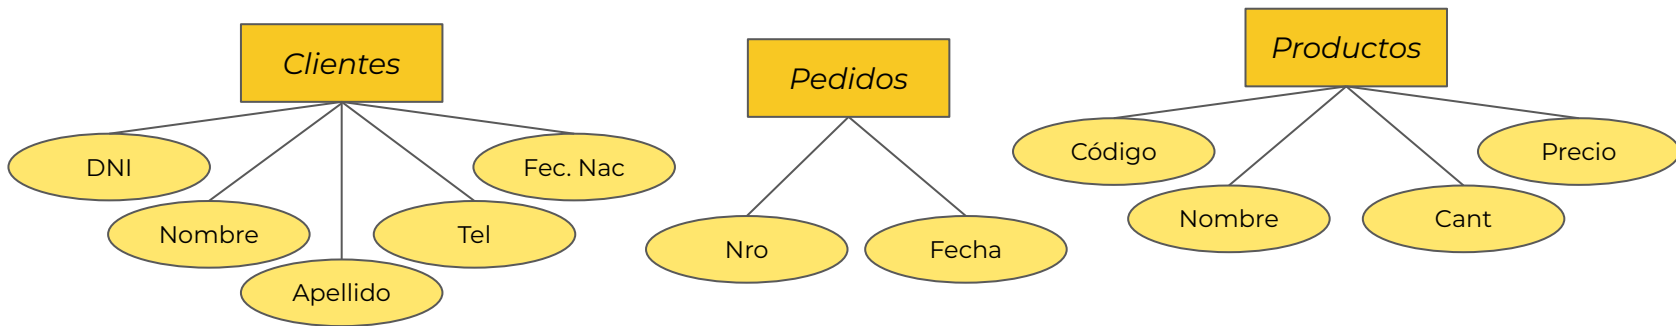 Clientes
DNI
Nombre
Apellido
Tel
Fec. Nac
Pedidos
Nro
Fecha
Productos
Código
Nombre
Cant
Precio